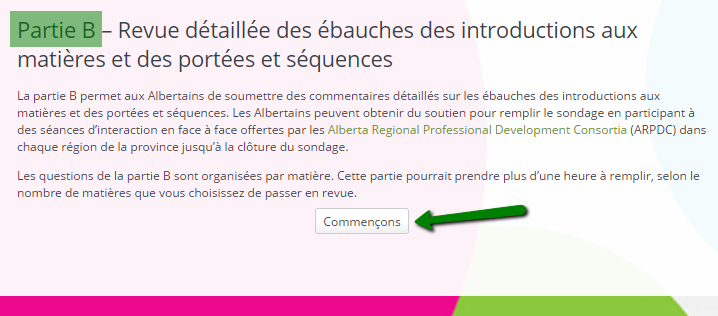 Partie B – Revue détaillée des ébauches des introductions aux
matières et des portées et séquences
La partie B permet aux Albertains de soumettre des commentaires détaillés sur les ébauches des introductions aux
matières et des portées et séquences. Les Albertains peuvent obtenir du soutien pour remplir le sondage en participant à
des séances d’interaction en face à face offertes par les Alberta Regional Professional Development Consortia (ARPDC) dans
chaque région de la province jusqu’à la clôture du sondage.
Les questions de la partie B sont organisées par matière. Cette partie pourrait prendre plus d’une heure à remplir, selon le
nombre de matières que vous choisissez de passer en revue.
Commençons